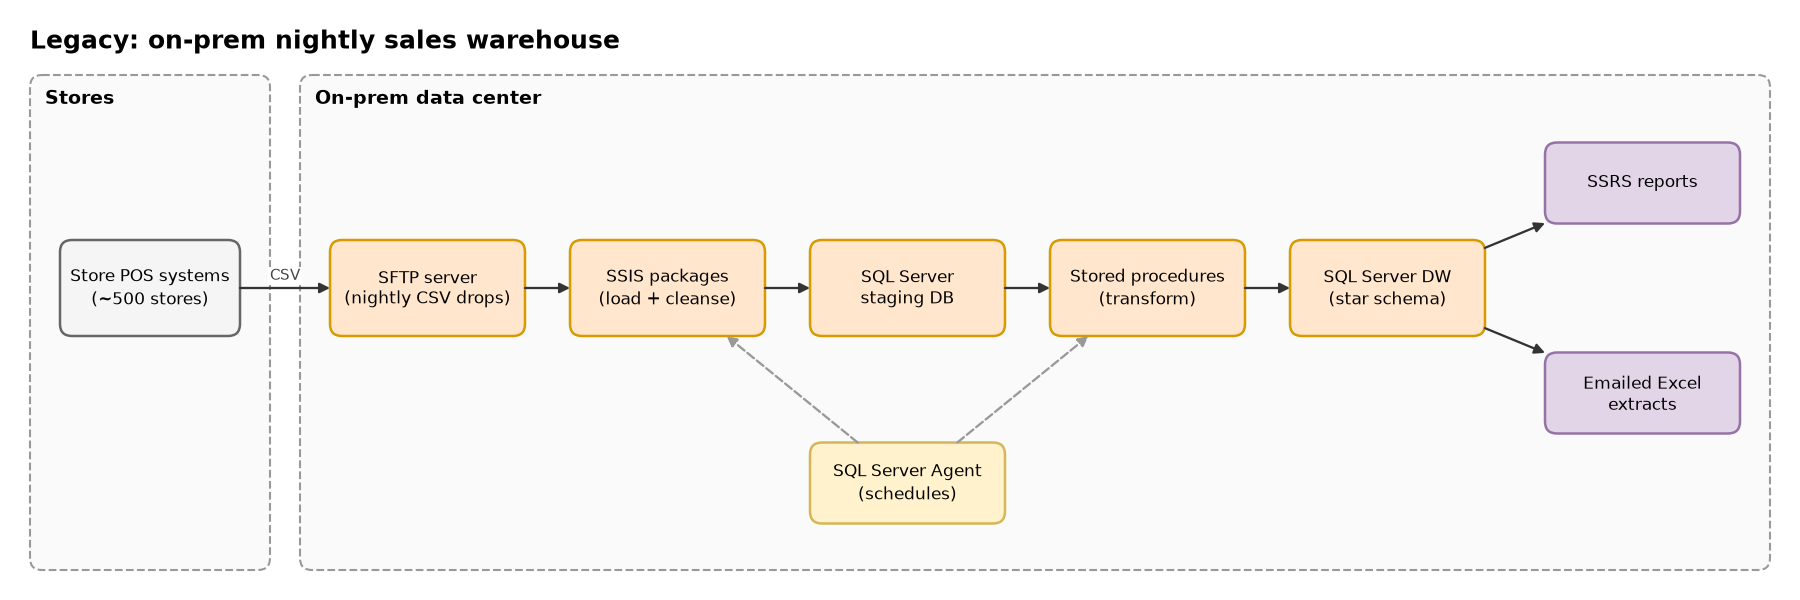 Legacy: on-prem nightly sales warehouse
Stores
On-prem data center
Store POS systems
(~500 stores)
CSV
SFTP server
(nightly CSV drops)
SSIS packages
(load + cleanse)
SQL Server
staging DB
Stored procedures
(transform)
SQL Server DW
(star schema)
SSRS reports
Emailed Excel
extracts
SQL Server Agent
(schedules)